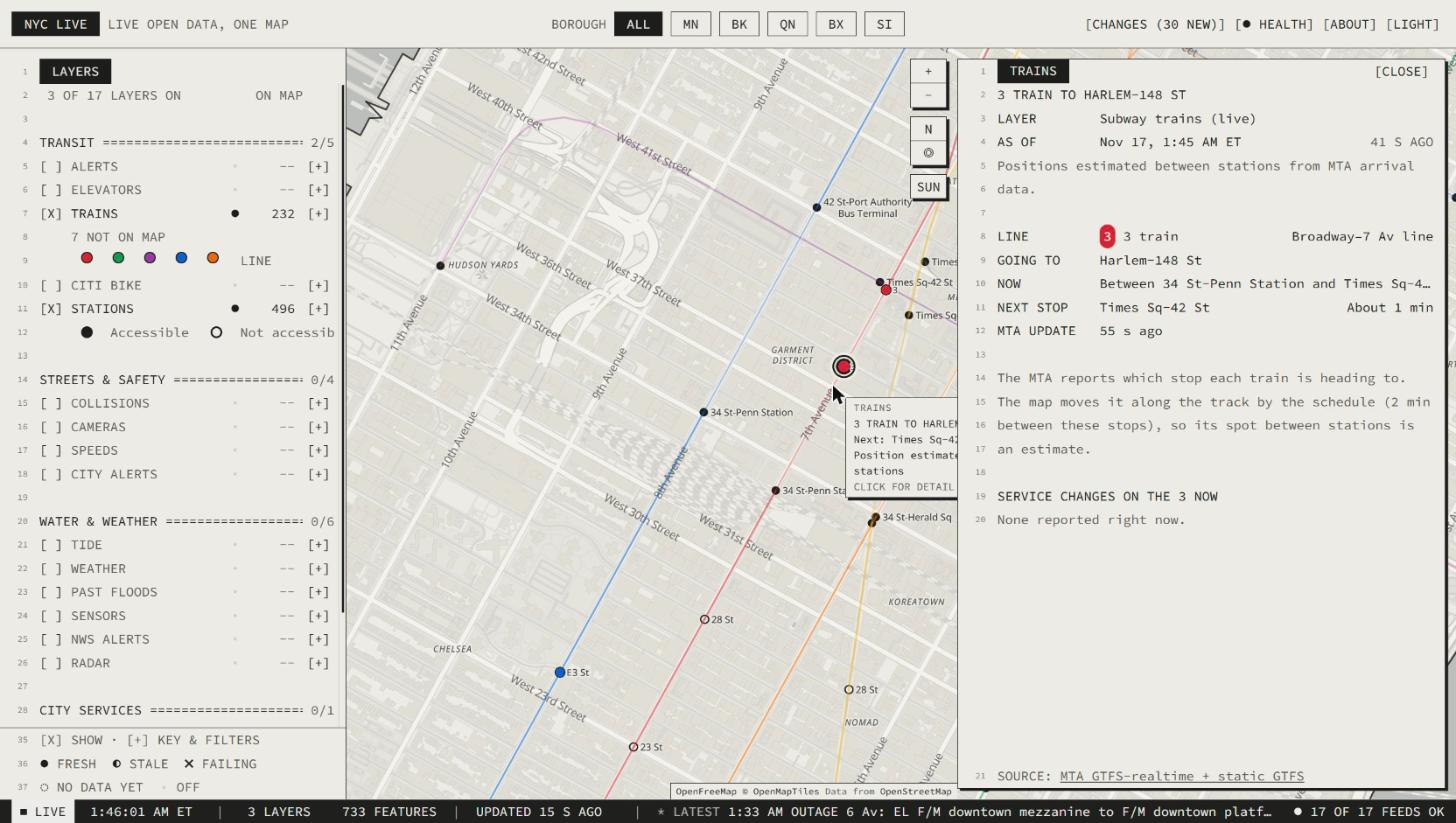 NYC LIVE LIVE OPEN DATA, ONE MAP BOROUGH ALL MN BK QN BX SI [CHANGES (30 NEW)] [● HEALTH] [ABOUT] [LIGHT]
1 LAYERS
2 3 OF 17 LAYERS ON ON MAP
3
4 TRANSIT ========================= 2/5
5 [ ] ALERTS · -- [+]
6 [ ] ELEVATORS · -- [+]
7 [X] TRAINS ● 232 [+]
8 7 NOT ON MAP
9 LINE
10 [ ] CITI BIKE · -- [+]
11 [X] STATIONS ● 496 [+]
12 ● Accessible ○ Not accessib
13
14 STREETS & SAFETY ================ 0/4
15 [ ] COLLISIONS · -- [+]
16 [ ] CAMERAS · -- [+]
17 [ ] SPEEDS · -- [+]
18 [ ] CITY ALERTS · -- [+]
19
20 WATER & WEATHER ================= 0/6
21 [ ] TIDE · -- [+]
22 [ ] WEATHER · -- [+]
23 [ ] PAST FLOODS · -- [+]
24 [ ] SENSORS · -- [+]
25 [ ] NWS ALERTS · -- [+]
26 [ ] RADAR · -- [+]
27
28 CITY SERVICES =================== 0/1
35 [X] SHOW · [+] KEY & FILTERS
36 ● FRESH ◐ STALE × FAILING
37 ◌ NO DATA YET · OFF
12th Avenue
West 42nd Street
West 40th Street
9th Avenue
West 41st Street
42 St-Port Authority
Bus Terminal
HUDSON YARDS
West 36th Street
West 37th Street
West 34th Street
11th Avenue
Times
Times Sq-42 St
3
Times Sq
GARMENT
DISTRICT
9th Avenue
34 St-Penn Station
7th Avenue
10th Avenue
8th Avenue
34 St-Penn Sta
34 St-Herald Sq
West 30th Street
West 31st Street
KOREATOWN
28 St
CHELSEA
E3 St
West 23rd Street
28 St
NOMAD
23 St
7th Avenue
Avenue
+
−
N
◎
SUN
TRAINS
3 TRAIN TO HARLEM
Next: Times Sq-42
Position estimate
stations
CLICK FOR DETAIL
OpenFreeMap © OpenMapTiles Data from OpenStreetMap
1 TRAINS [CLOSE]
2 3 TRAIN TO HARLEM-148 ST
3 LAYER Subway trains (live)
4 AS OF Nov 17, 1:45 AM ET 41 S AGO
5 Positions estimated between stations from MTA arrival
6 data.
7
8 LINE 3 3 train Broadway-7 Av line
9 GOING TO Harlem-148 St
10 NOW Between 34 St-Penn Station and Times Sq-4…
11 NEXT STOP Times Sq-42 St About 1 min
12 MTA UPDATE 55 s ago
13
14 The MTA reports which stop each train is heading to.
15 The map moves it along the track by the schedule (2 min
16 between these stops), so its spot between stations is
17 an estimate.
18
19 SERVICE CHANGES ON THE 3 NOW
20 None reported right now.
21 SOURCE: MTA GTFS-realtime + static GTFS
■ LIVE 1:46:01 AM ET | 3 LAYERS 733 FEATURES | UPDATED 15 S AGO | * LATEST 1:33 AM OUTAGE 6 Av: EL F/M downtown mezzanine to F/M downtown platf… ● 17 OF 17 FEEDS OK